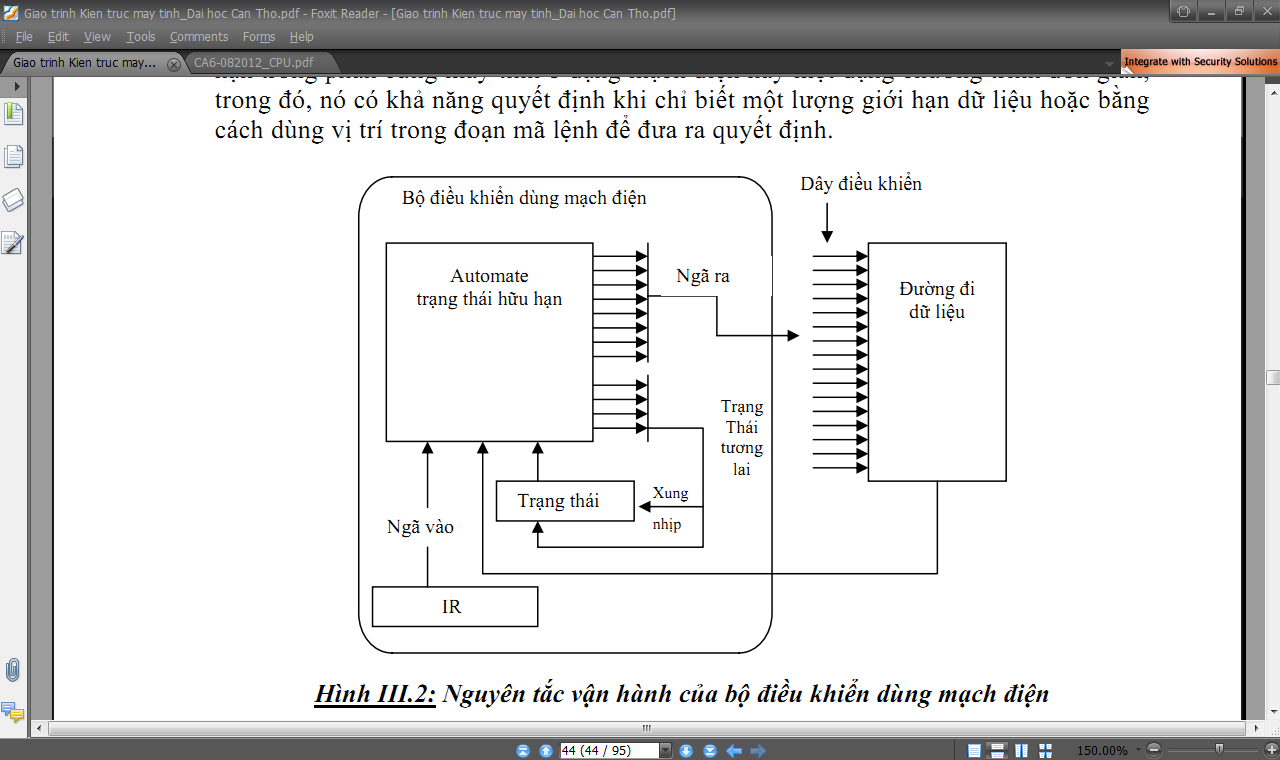 Giao trinh Kien truc may tinh_Dai hoc Can Tho.pdf - Foxit Reader - [Giao trinh Kien truc may tinh_Dai hoc Can Tho.pdf]
File Edit View Tools Comments Forms Help
Giao trinh Kien truc may... CA6-082012_CPU.pdf
Integrate with Security Solutions
trong đó, nó có khả năng quyết định khi chỉ biết một lượng giới hạn dữ liệu hoặc bằng
cách dùng vị trí trong đoạn mã lệnh để đưa ra quyết định.
Bộ điều khiển dùng mạch điện
Dây điều khiển
Automate
trạng thái hữu hạn
Ngã ra
Đường đi
dữ liệu
Trạng
Thái
tương
lai
Trạng thái
Xung
nhịp
Ngã vào
IR
Hình III.2: Nguyên tắc vận hành của bộ điều khiển dùng mạch điện
44 (44 / 95)
150.00%